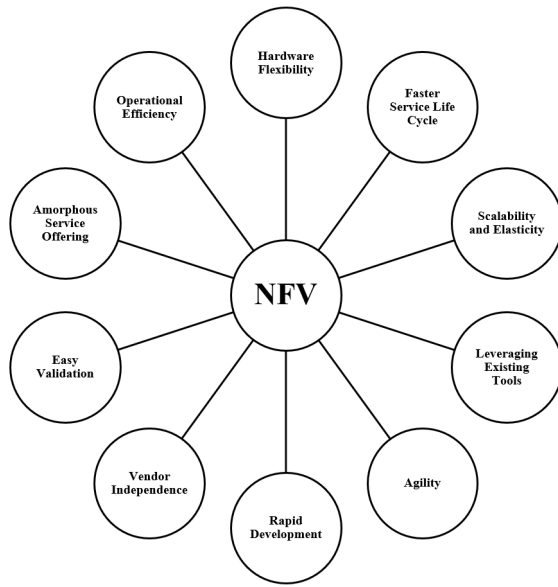 Hardware
Flexibility
Faster
Service Life
Cycle
Scalability
and Elasticity
Leveraging
Existing
Tools
Agility
Rapid
Development
Vendor
Independence
Easy
Validation
Amorphous
Service
Offering
Operational
Efficiency
NFV